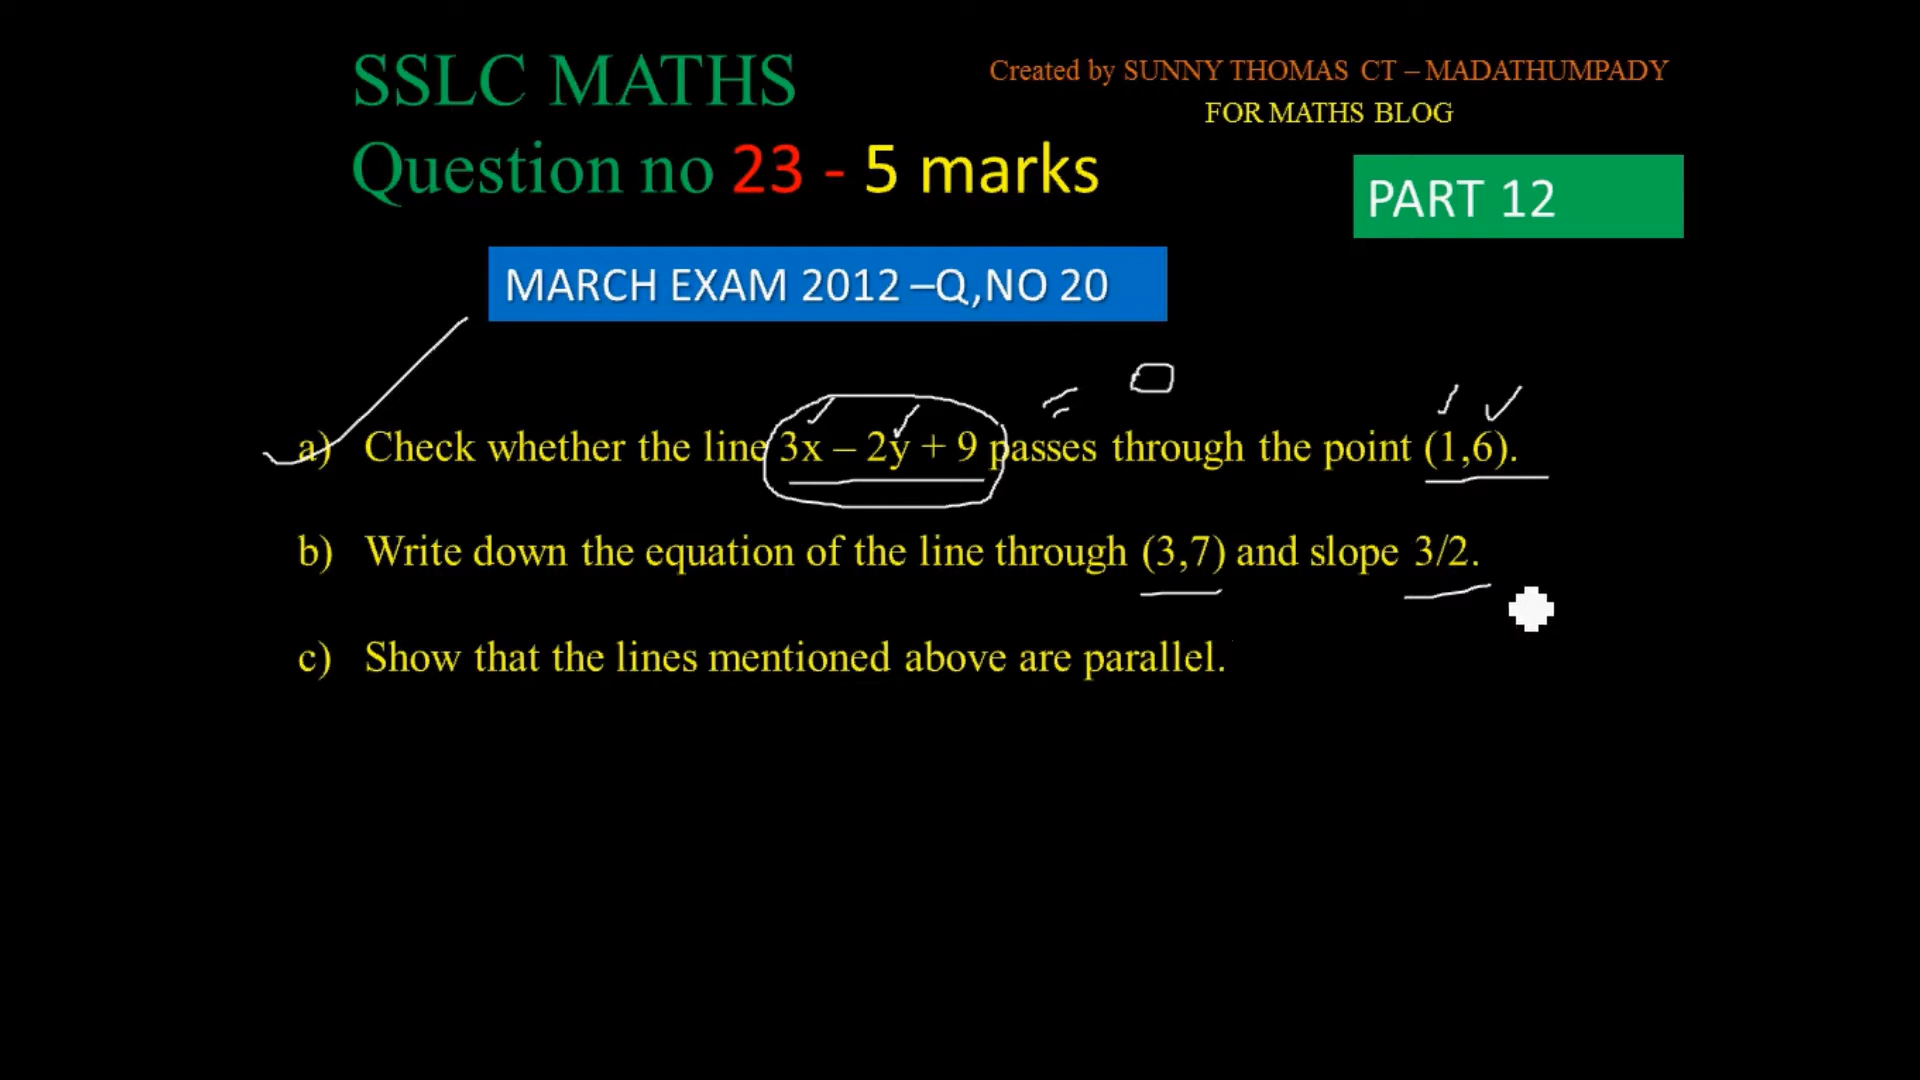 SSLC MATHS
Created by SUNNY THOMAS CT – MADATHUMPADY
FOR MATHS BLOG
Question no 23 - 5 marks
PART 12
MARCH EXAM 2012 –Q,NO 20
a) Check whether the line 3x – 2y + 9 passes through the point (1,6).
b) Write down the equation of the line through (3,7) and slope 3/2.
c) Show that the lines mentioned above are parallel.